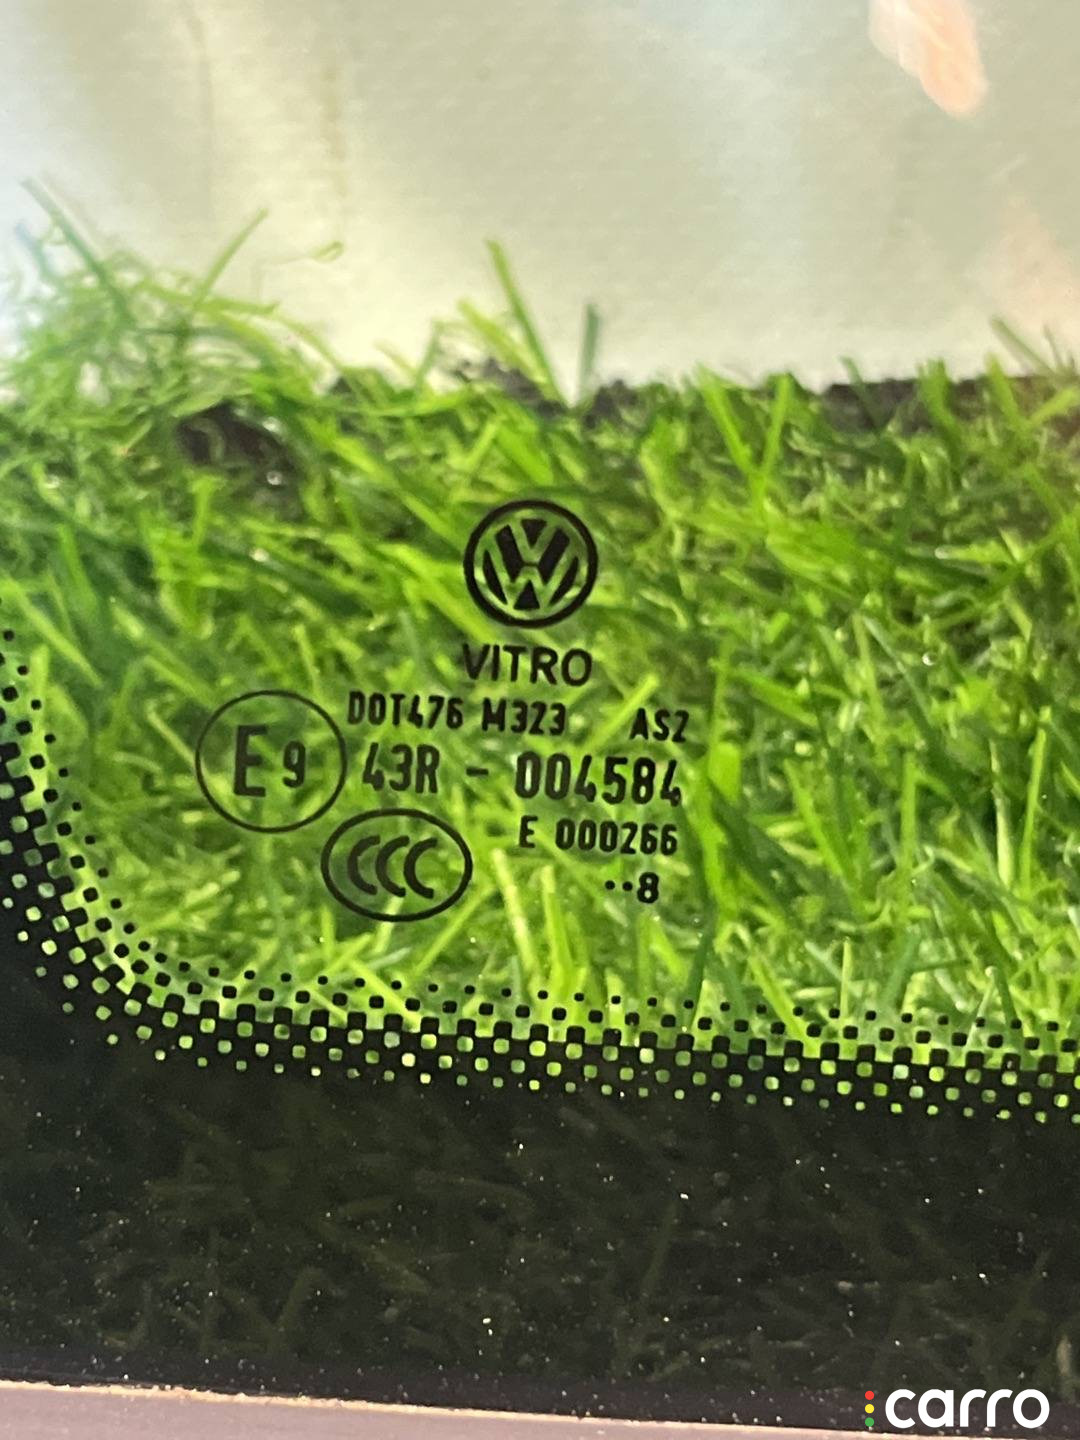 VITRO
DOT476 M323 AS2
E9 43R - 004584
CCC E 000266
••8
carro